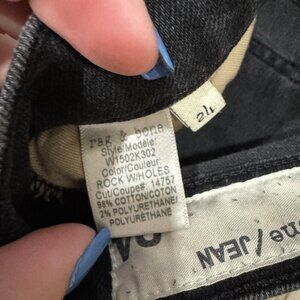 rag & bone
Style/Modèle:
W1502K302
Color/Couleur:
ROCK W/HOLES
Cut/Coupe# 14757
98% COTTON/COTON
2% POLYURETHANE/
POLYURÉTHANE
24
ne / JEAN